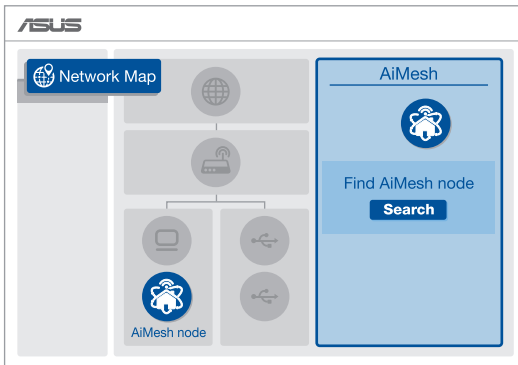 ASUS
Network Map
AiMesh
Find AiMesh node
Search
AiMesh node